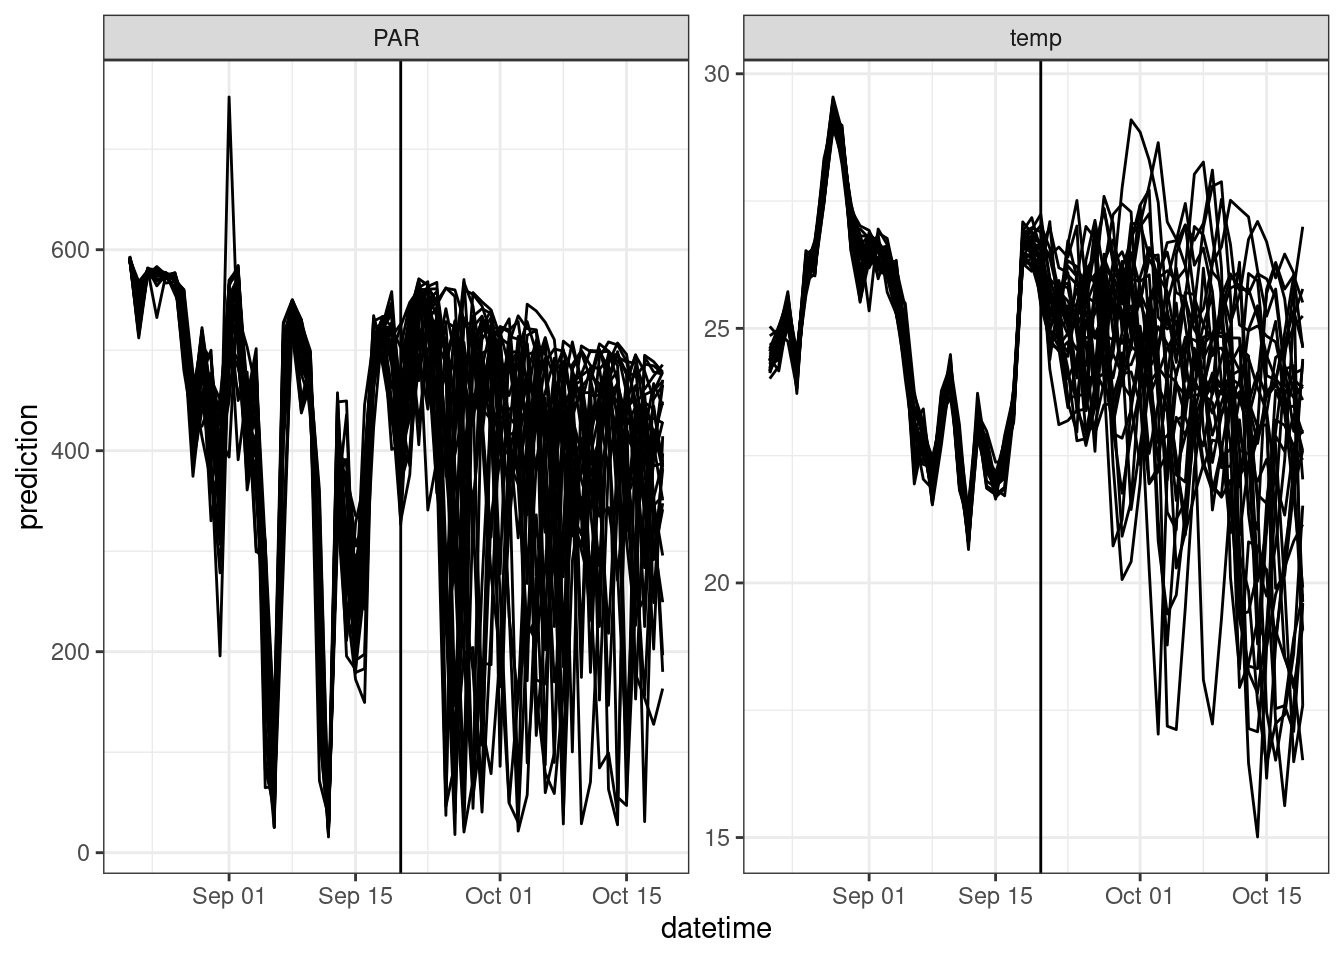 PAR
temp
prediction
600
400
200
0
30
25
20
15
Sep 01
Sep 15
Oct 01
Oct 15
Sep 01
Sep 15
Oct 01
Oct 15
datetime